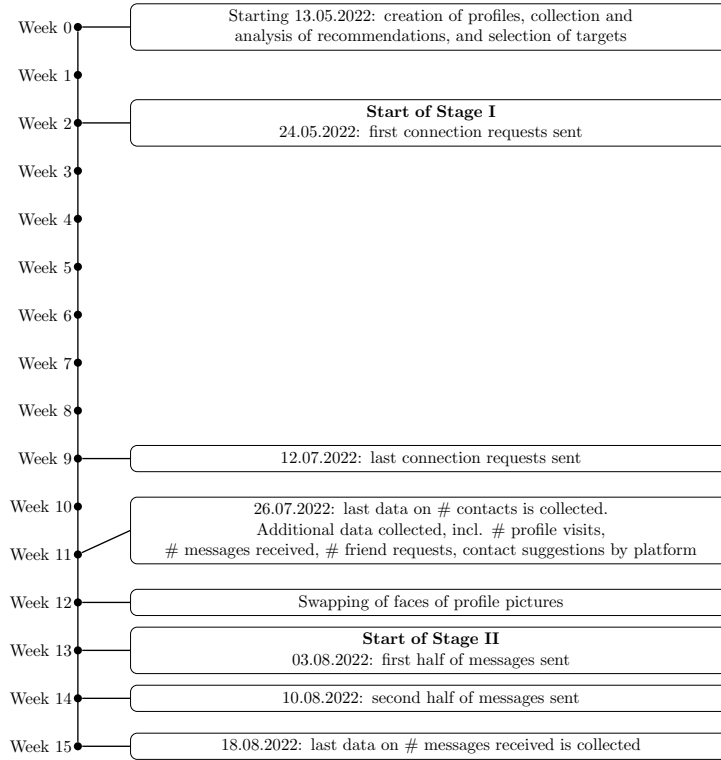 Week 0
Starting 13.05.2022: creation of profiles, collection and
analysis of recommendations, and selection of targets
Week 1
Week 2
Start of Stage I
24.05.2022: first connection requests sent
Week 3
Week 4
Week 5
Week 6
Week 7
Week 8
Week 9
12.07.2022: last connection requests sent
Week 10
26.07.2022: last data on # contacts is collected.
Additional data collected, incl. # profile visits,
# messages received, # friend requests, contact suggestions by platform
Week 11
Week 12
Swapping of faces of profile pictures
Week 13
Start of Stage II
03.08.2022: first half of messages sent
Week 14
10.08.2022: second half of messages sent
Week 15
18.08.2022: last data on # messages received is collected